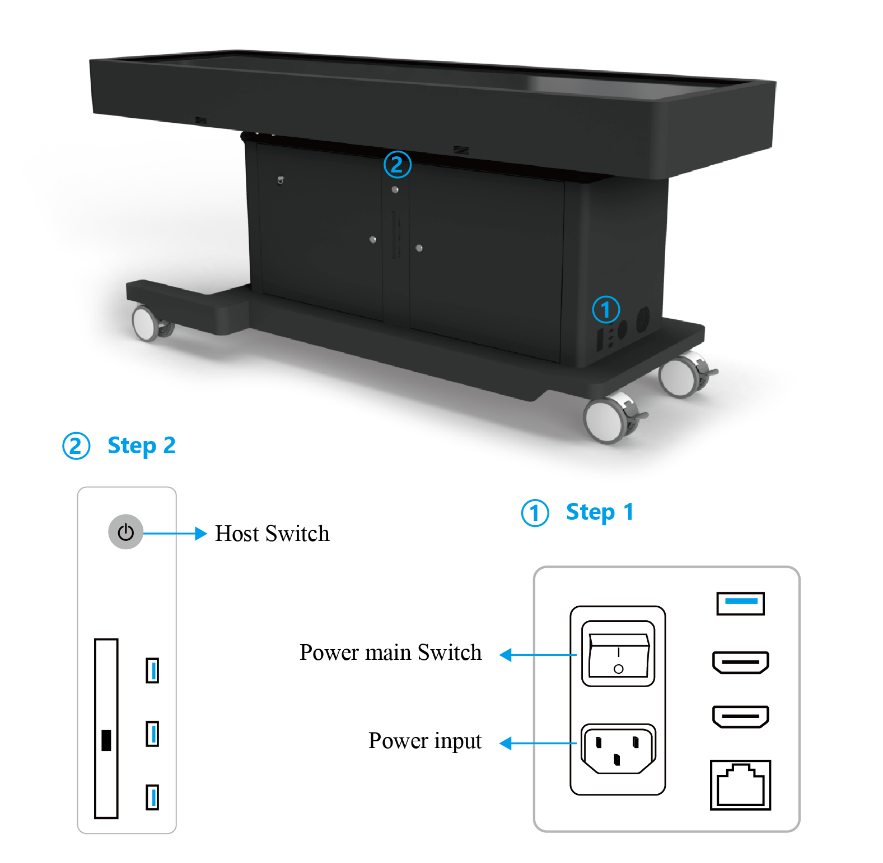 ②
①
② Step 2
① Step 1
Host Switch
Power main Switch
Power input